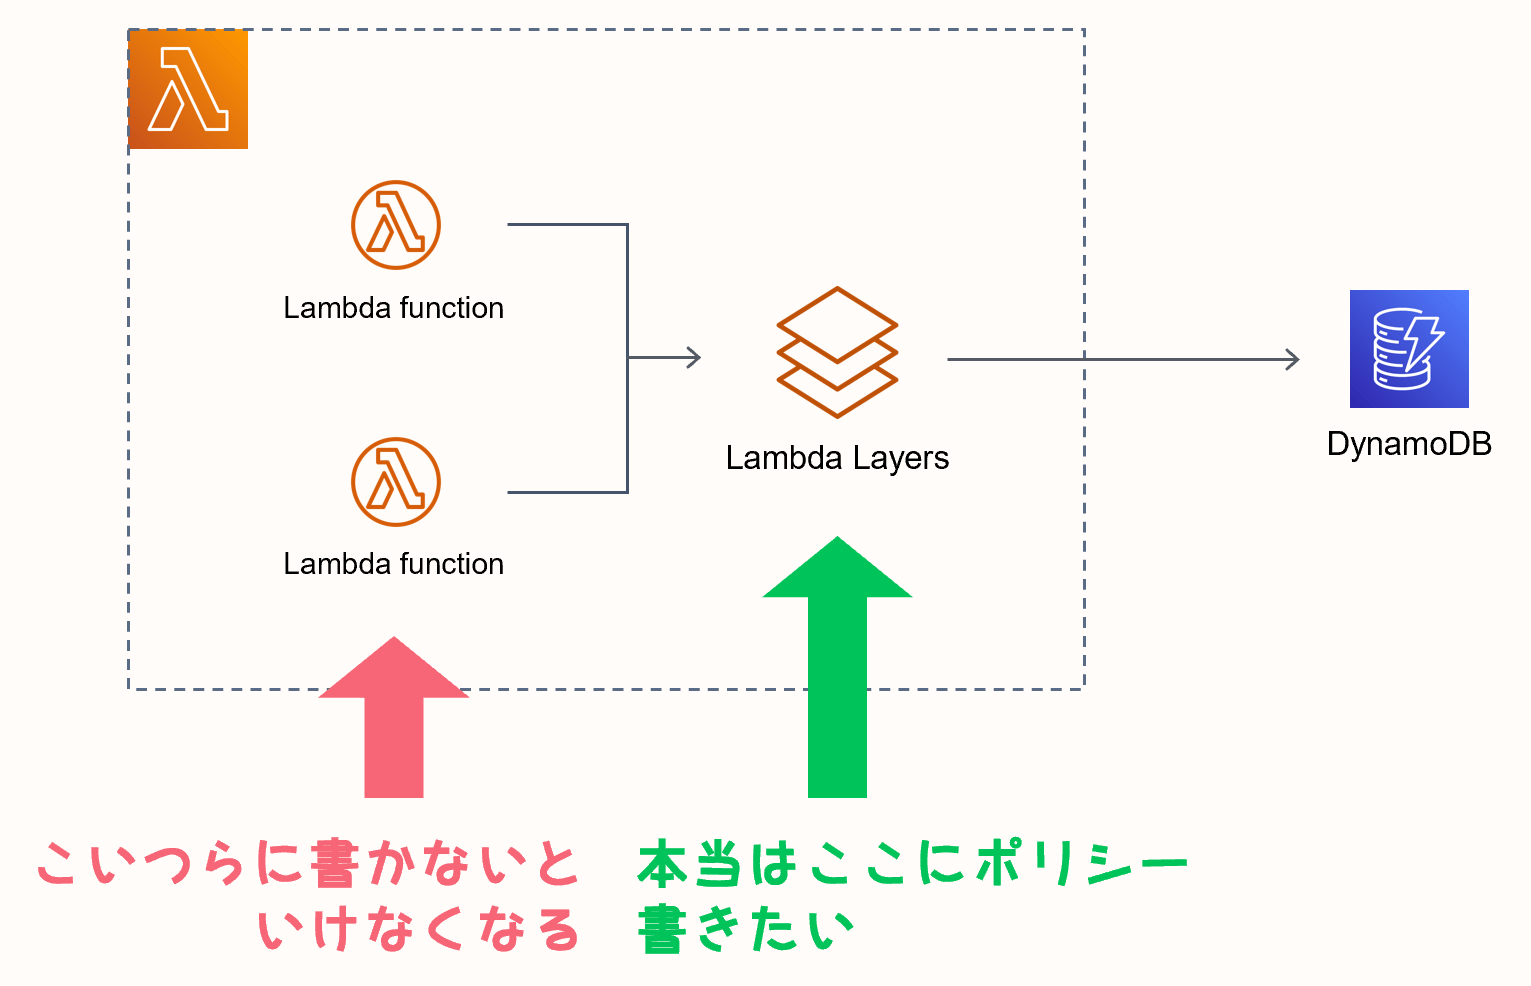 Lambda function
Lambda function
Lambda Layers
DynamoDB
こいつらに書かないと
いけなくなる
本当はここにポリシー
書きたい